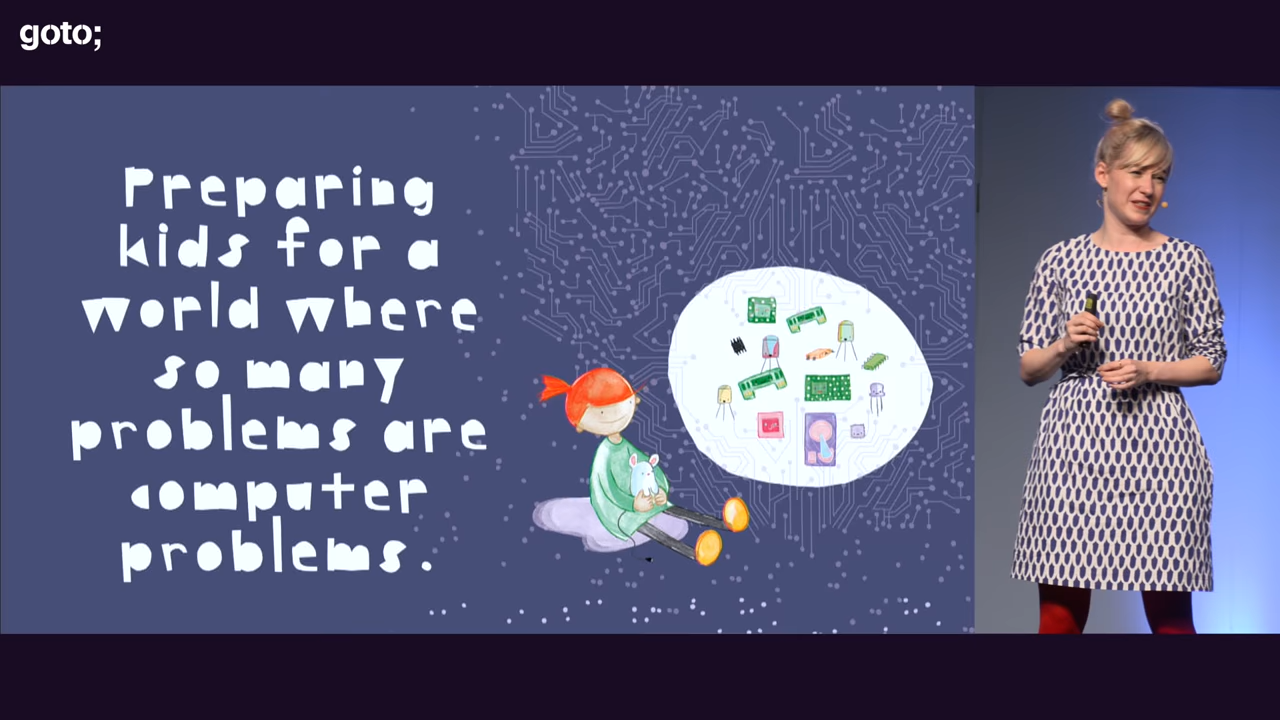 goto;
Preparing
kids for a
world where
so many
problems are
computer
problems.